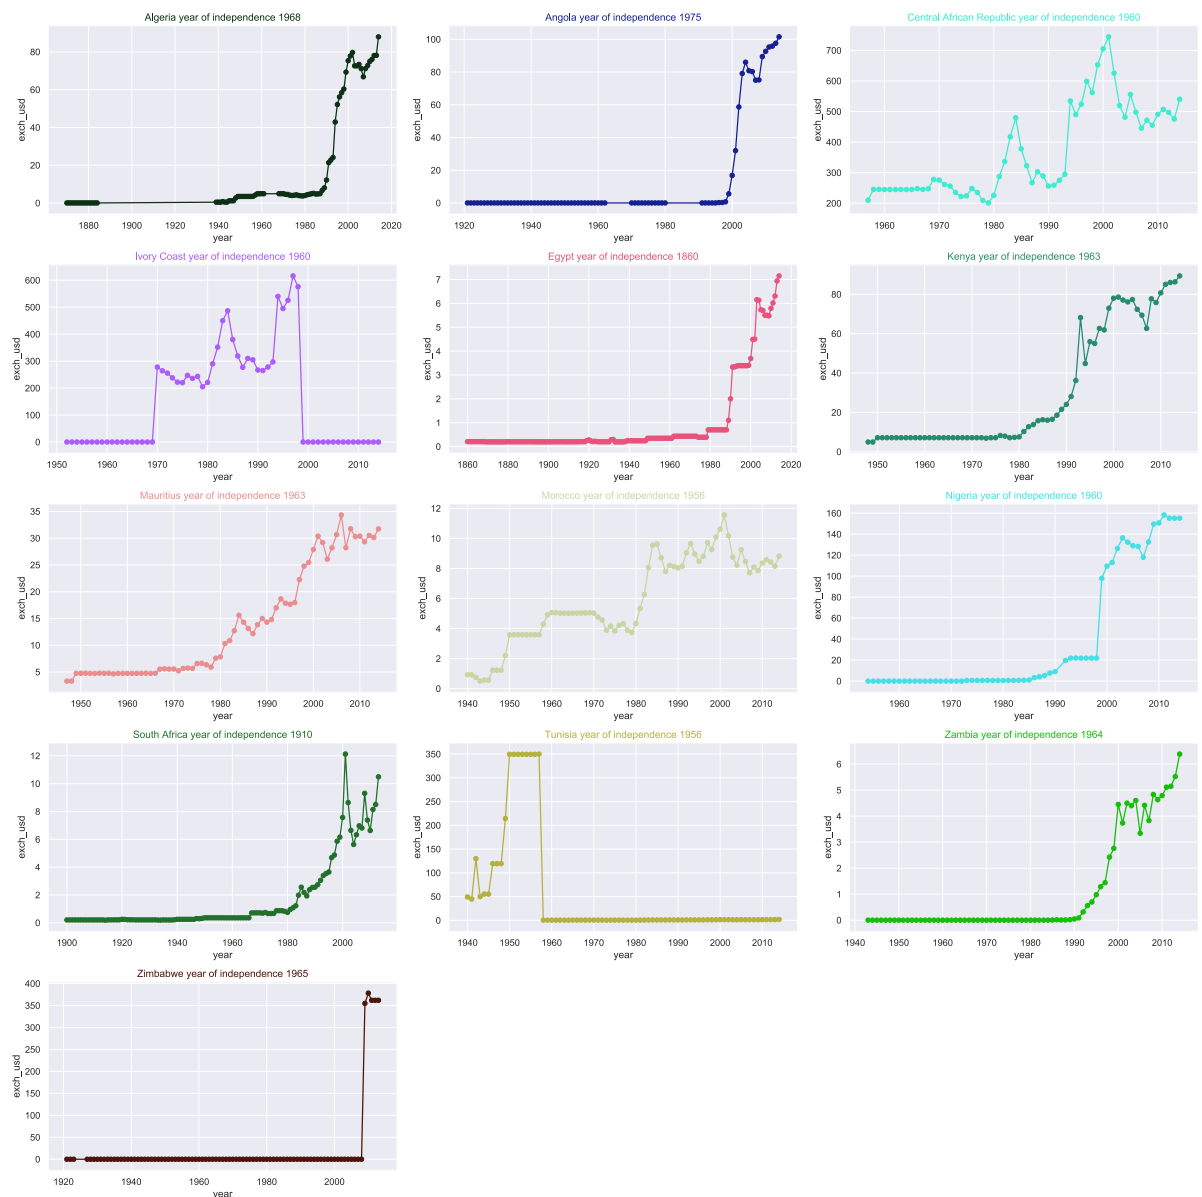 Algeria year of independence 1968
exch_usd
80
60
40
20
0
1880 1900 1920 1940 1960 1980 2000 2020
year
Angola year of independence 1975
exch_usd
100
80
60
40
20
0
1920 1940 1960 1980 2000
year
Central African Republic year of independence 1960
exch_usd
700
600
500
400
300
200
1960 1970 1980 1990 2000 2010
year
Ivory Coast year of independence 1960
exch_usd
600
500
400
300
200
100
0
1950 1960 1970 1980 1990 2000 2010
year
Egypt year of independence 1860
exch_usd
7
6
5
4
3
2
1
0
1860 1880 1900 1920 1940 1960 1980 2000 2020
year
Kenya year of independence 1963
exch_usd
80
60
40
20
0
1950 1960 1970 1980 1990 2000 2010
year
Mauritius year of independence 1963
exch_usd
35
30
25
20
15
10
5
1950 1960 1970 1980 1990 2000 2010
year
Morocco year of independence 1956
exch_usd
12
10
8
6
4
2
0
1940 1950 1960 1970 1980 1990 2000 2010
year
Nigeria year of independence 1960
exch_usd
160
140
120
100
80
60
40
20
0
1960 1970 1980 1990 2000 2010
year
South Africa year of independence 1910
exch_usd
12
10
8
6
4
2
0
1900 1920 1940 1960 1980 2000
year
Tunisia year of independence 1956
exch_usd
350
300
250
200
150
100
50
0
1940 1950 1960 1970 1980 1990 2000 2010
year
Zambia year of independence 1964
exch_usd
6
5
4
3
2
1
0
1940 1950 1960 1970 1980 1990 2000 2010
year
Zimbabwe year of independence 1965
exch_usd
400
350
300
250
200
150
100
50
0
1920 1940 1960 1980 2000
year